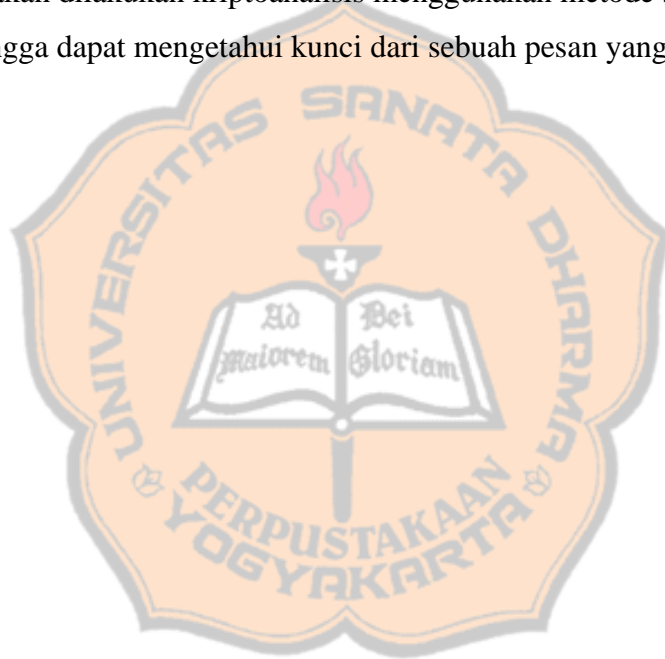 akan dilakukan kriptoanalisis menggunakan metode
dapat mengetahui kunci dari sebuah pesan yang
UNIVERSITAS SANATA DHARMA
Ad
Maiorem
Dei
Gloriam
PERPUSTAKAAN
YOGYAKARTA